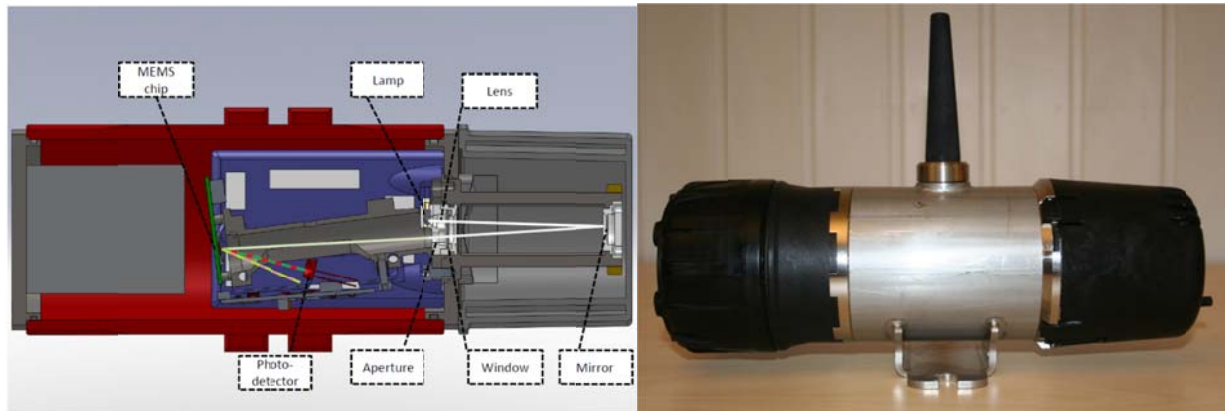 MEMS
chip
Lamp
Lens
Photo-
detector
Aperture
Window
Mirror